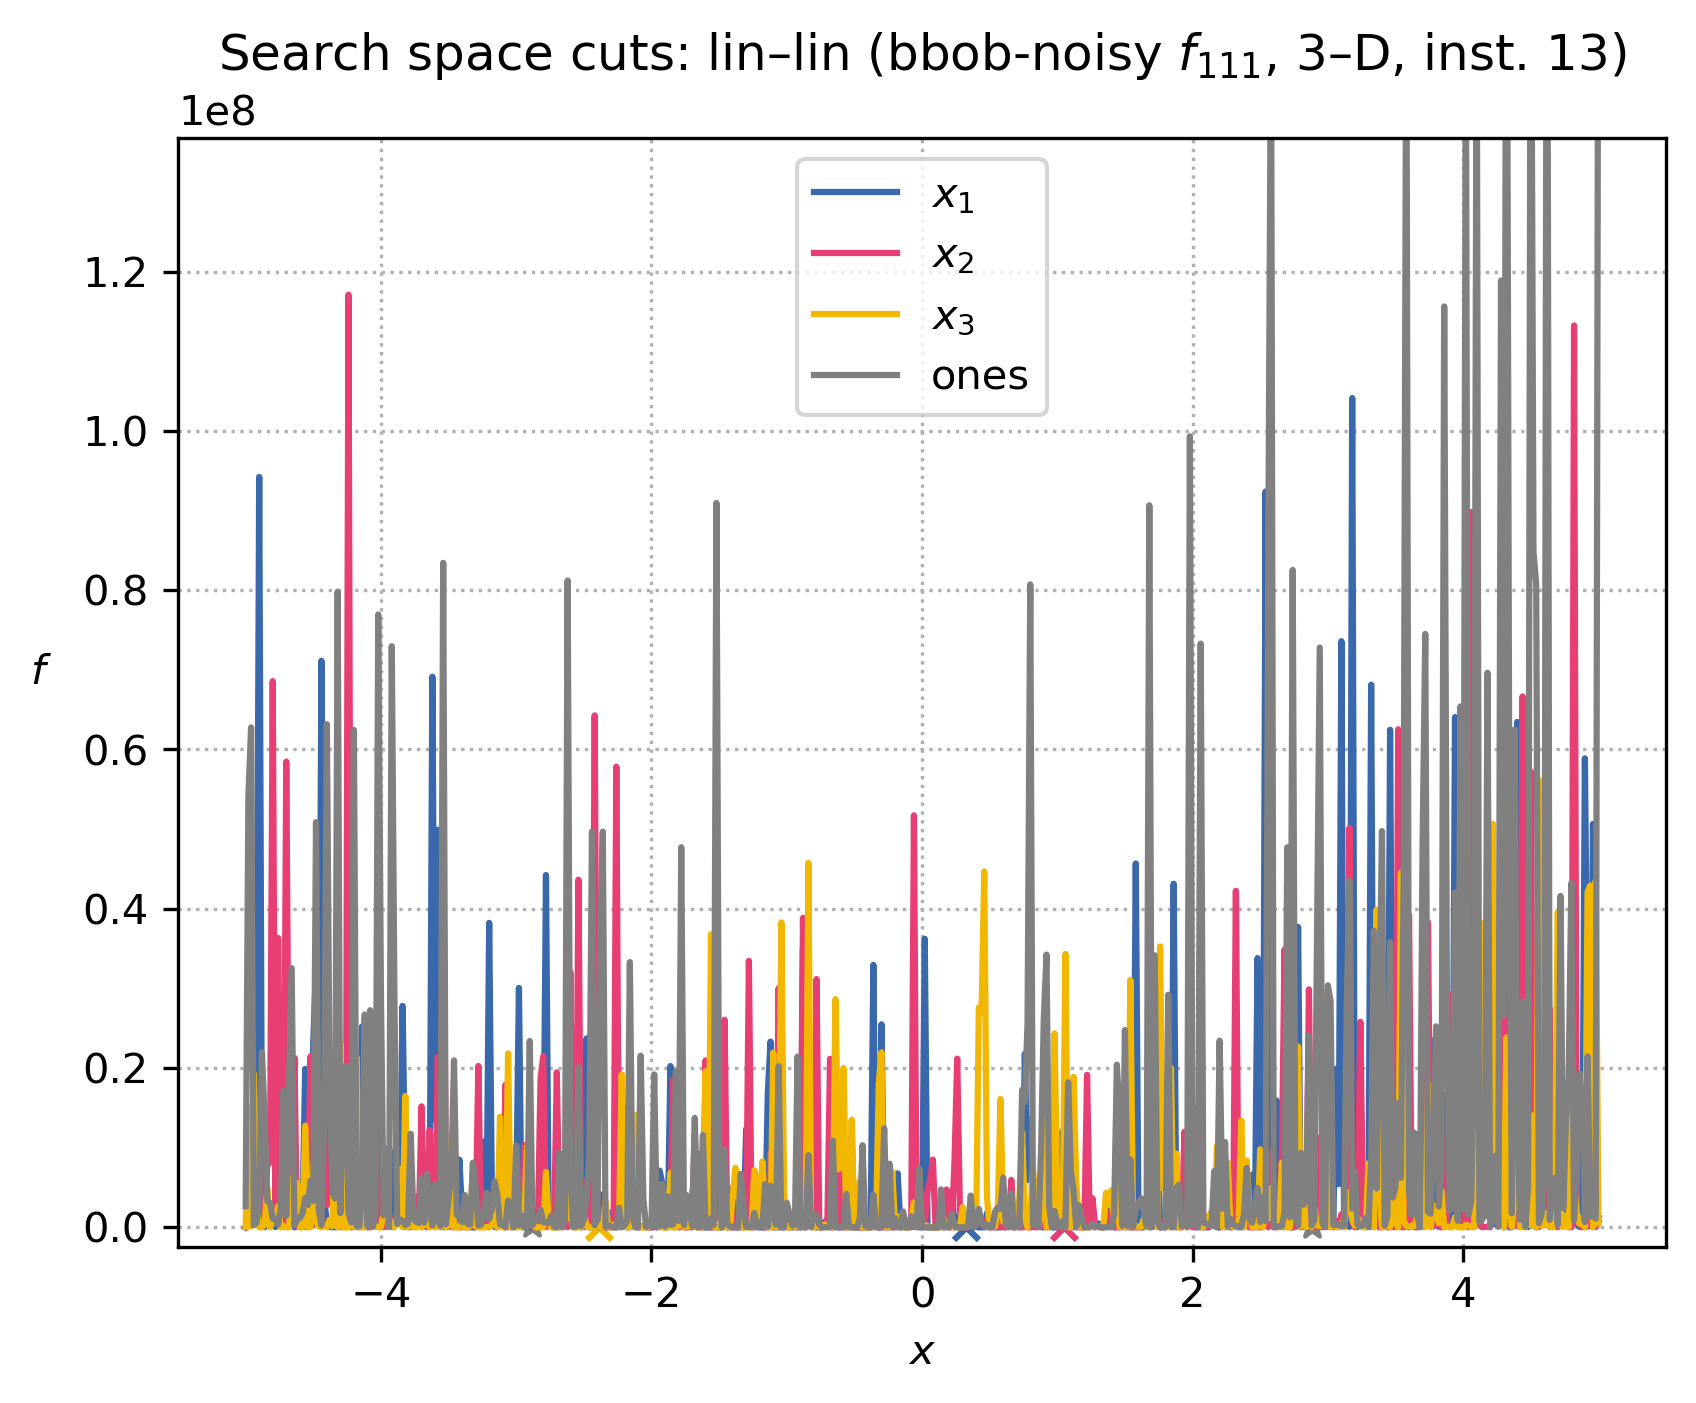 Search space cuts: lin–lin (bbob-noisy f₁₁₁, 3–D, inst. 13)
1e8
x₁
x₂
x₃
ones
1.2
1.0
0.8
0.6
0.4
0.2
0.0
f
−4 −2 0 2 4
x